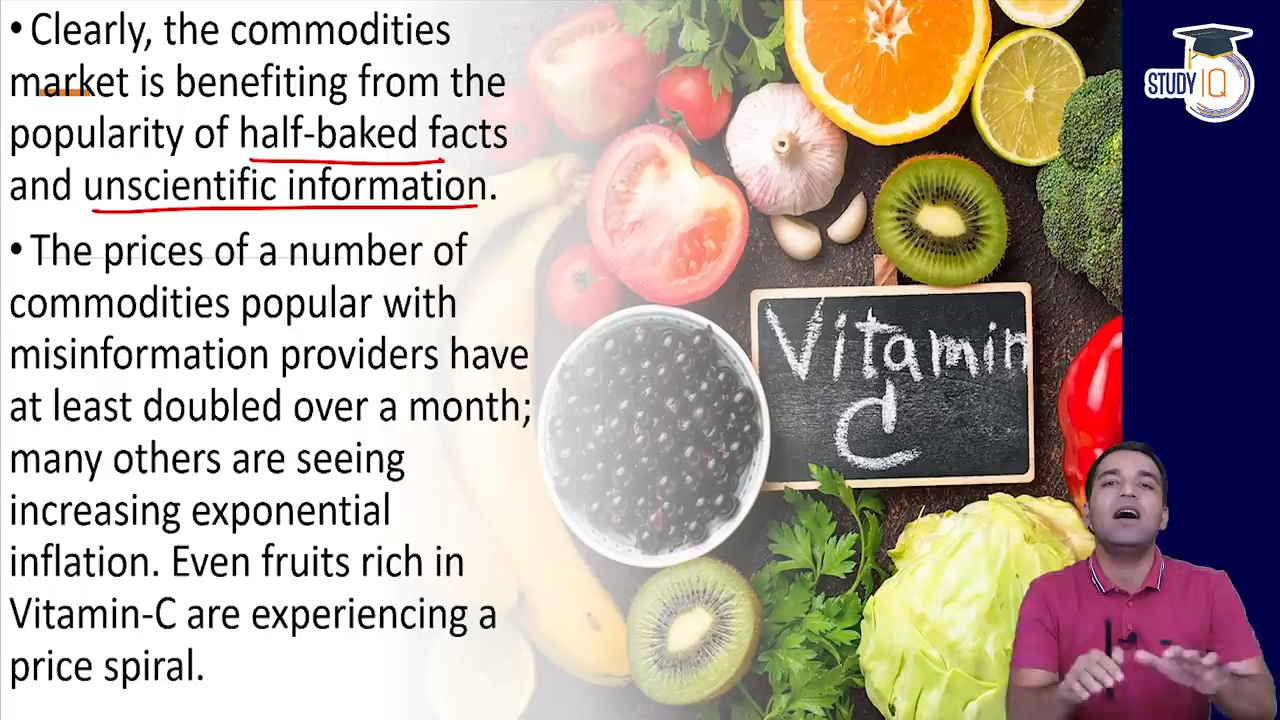 • Clearly, the commodities
market is benefiting from the
popularity of half-baked facts
and unscientific information.
• The prices of a number of
commodities popular with
misinformation providers have
at least doubled over a month;
many others are seeing
increasing exponential
inflation. Even fruits rich in
Vitamin-C are experiencing a
price spiral.
Vitamin
C
STUDY IQ